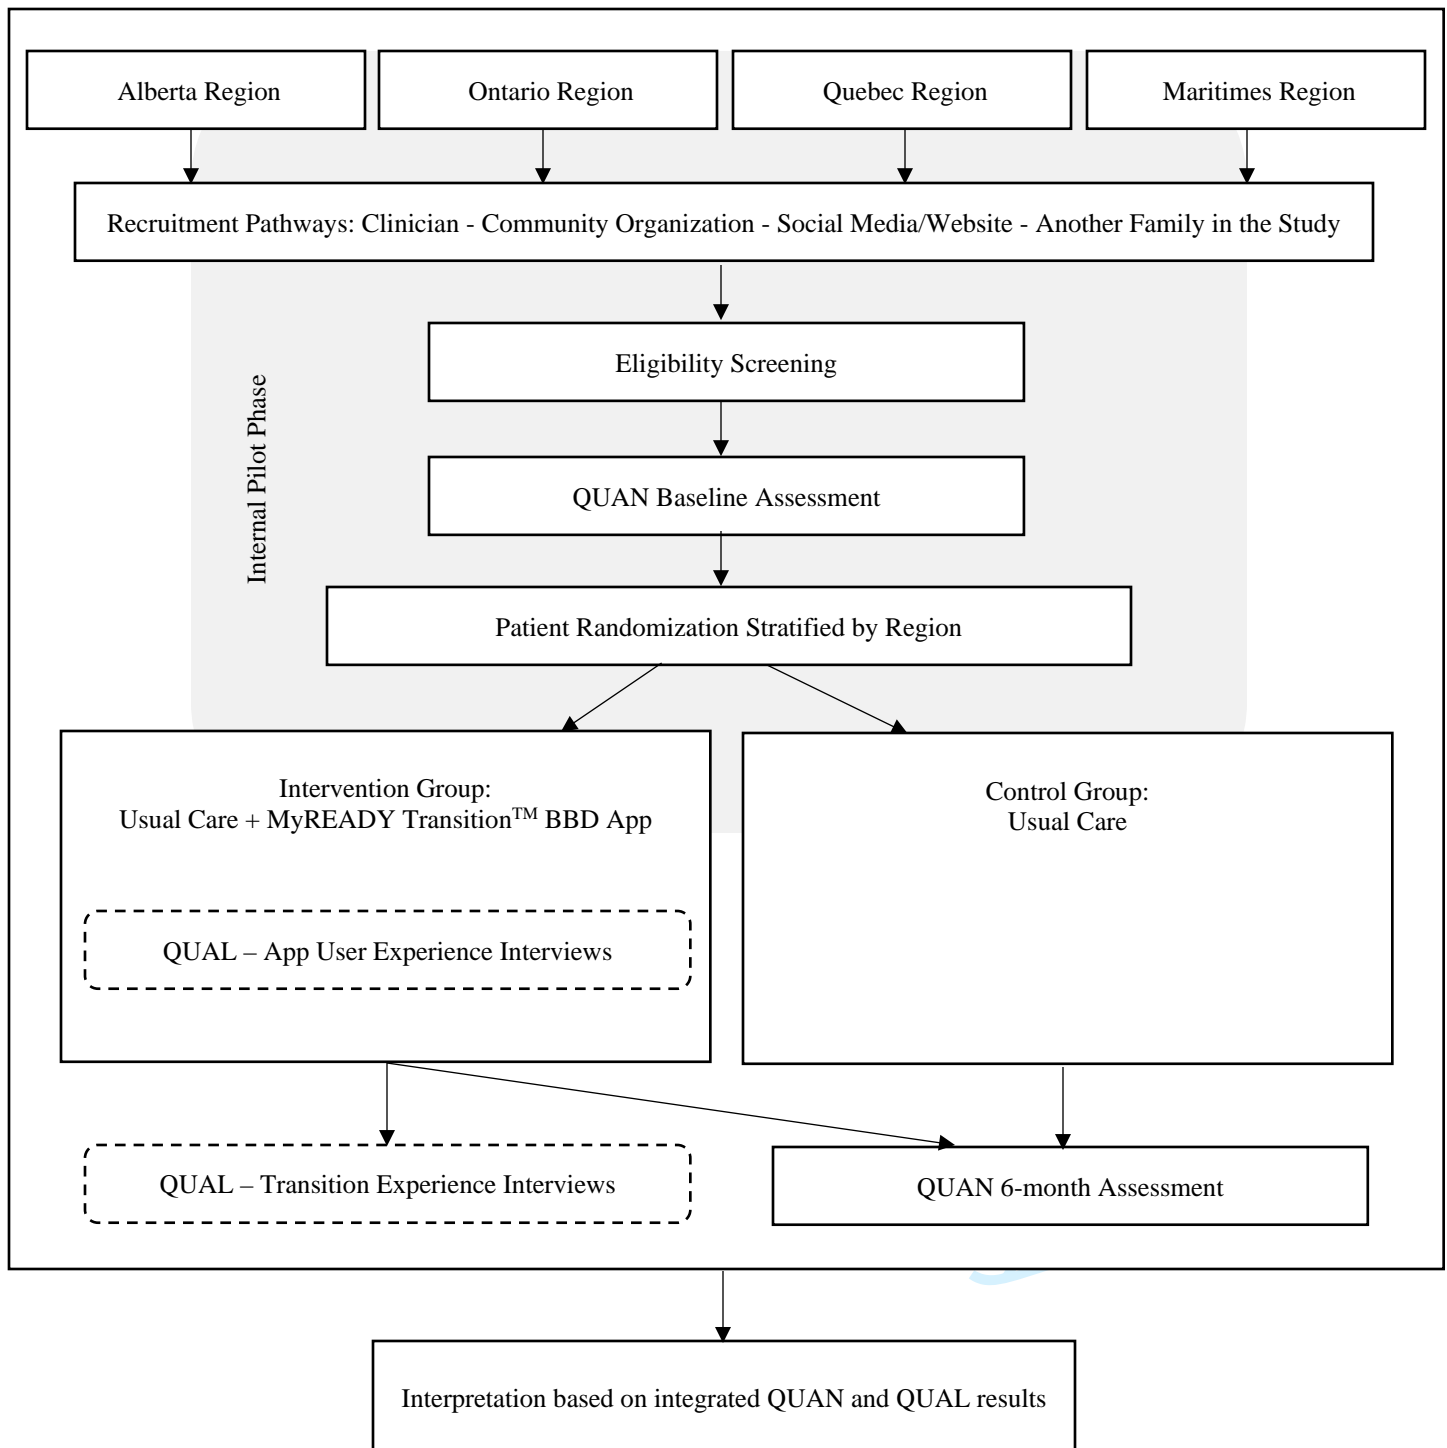 Alberta Region
Ontario Region
Quebec Region
Maritimes Region
Recruitment Pathways: Clinician - Community Organization - Social Media/Website - Another Family in the Study
Eligibility Screening
Internal Pilot Phase
QUAN Baseline Assessment
Patient Randomization Stratified by Region
Intervention Group:
Usual Care + MyREADY Transition™ BBD App
Control Group:
Usual Care
QUAL – App User Experience Interviews
QUAL – Transition Experience Interviews
QUAN 6-month Assessment
Interpretation based on integrated QUAN and QUAL results